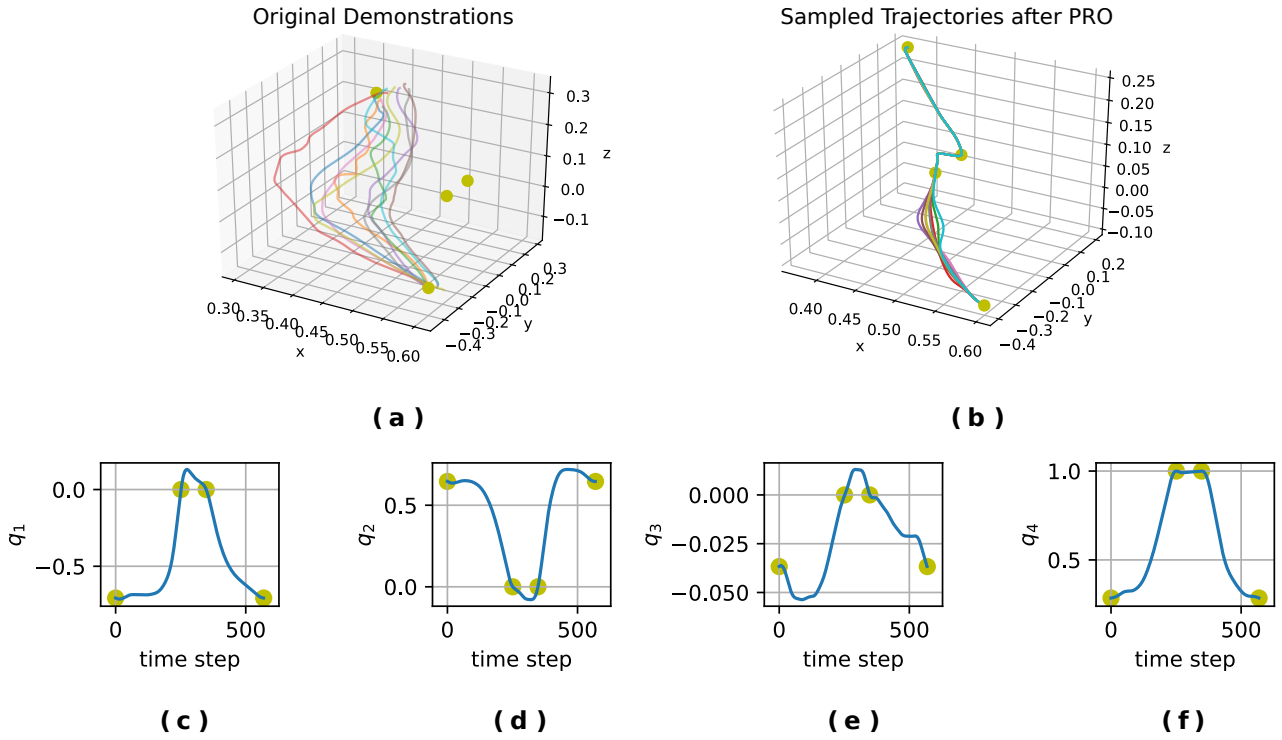 Original Demonstrations
0.3
0.2
0.1
0.0
−0.1
z
0.30
0.35
0.40
0.45
0.50
0.55
0.60
x
−0.4
−0.3
−0.2
−0.1
0.0
0.1
0.2
0.3
y
( a )
Sampled Trajectories after PRO
0.25
0.20
0.15
0.10
0.05
0.00
−0.05
−0.10
z
0.40
0.45
0.50
0.55
0.60
x
−0.4
−0.3
−0.2
−0.1
0.0
0.1
0.2
y
( b )
0.0
−0.5
q1
0
500
time step
( c )
0.5
0.0
q2
0
500
time step
( d )
0.000
−0.025
−0.050
q3
0
500
time step
( e )
1.0
0.5
q4
0
500
time step
( f )